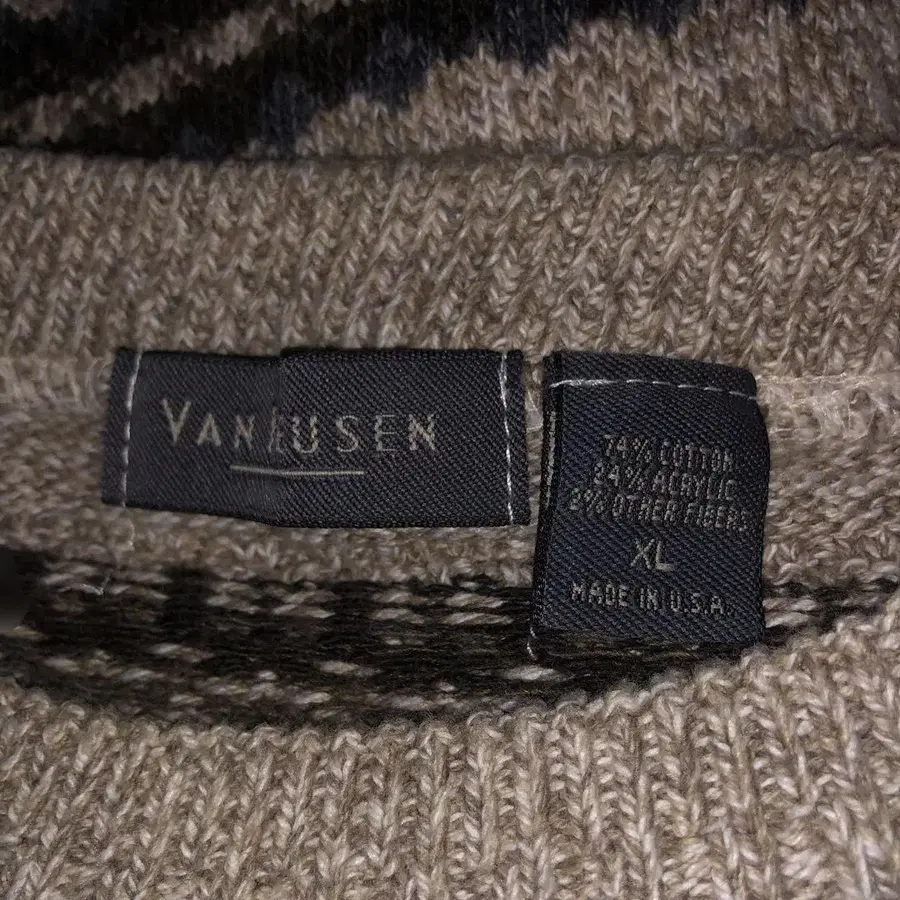 VAN HEUSEN
74% COTTON
24% ACRYLIC
2% OTHER FIBERS
XL
MADE IN U.S.A.